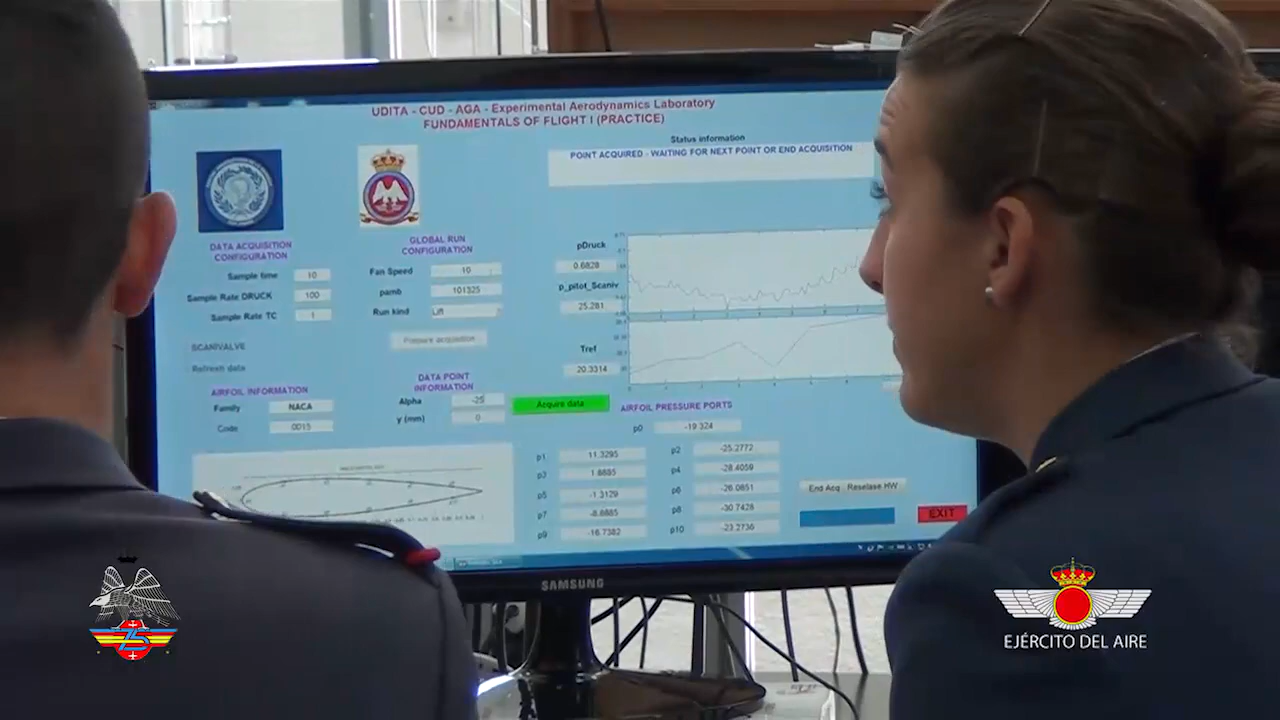 UDITA - CUD - AGA - Experimental Aerodynamics Laboratory
FUNDAMENTALS OF FLIGHT I (PRACTICE)
Status information
POINT ACQUIRED - WAITING FOR NEXT POINT OR END ACQUISITION
DATA ACQUISITION
CONFIGURATION
Sample time 10
Sample Rate DRUCK 100
Sample Rate TC 1
SCANIVALVE
Refresh data
GLOBAL RUN
CONFIGURATION
Fan Speed 10
pamb 101325
Run kind Lift
Pressure acquisition
pDruck
0.6828
p_pitot_Scaniv
25.281
Tref
20.3314
AIRFOIL INFORMATION
Family NACA
Code 0015
DATA POINT
INFORMATION
Alpha -25
y (mm) 0
Acquire data
AIRFOIL PRESSURE PORTS
p0 -19.324
p1 11.3295 p2 -25.2772
p3 1.8695 p4 -28.4059
p5 -1.3129 p6 -26.0851
p7 -8.8885 p8 -30.7428
p9 -16.7382 p10 -23.2736
End Acq Reselase HW
EXIT
SAMSUNG
75
EJÉRCITO DEL AIRE